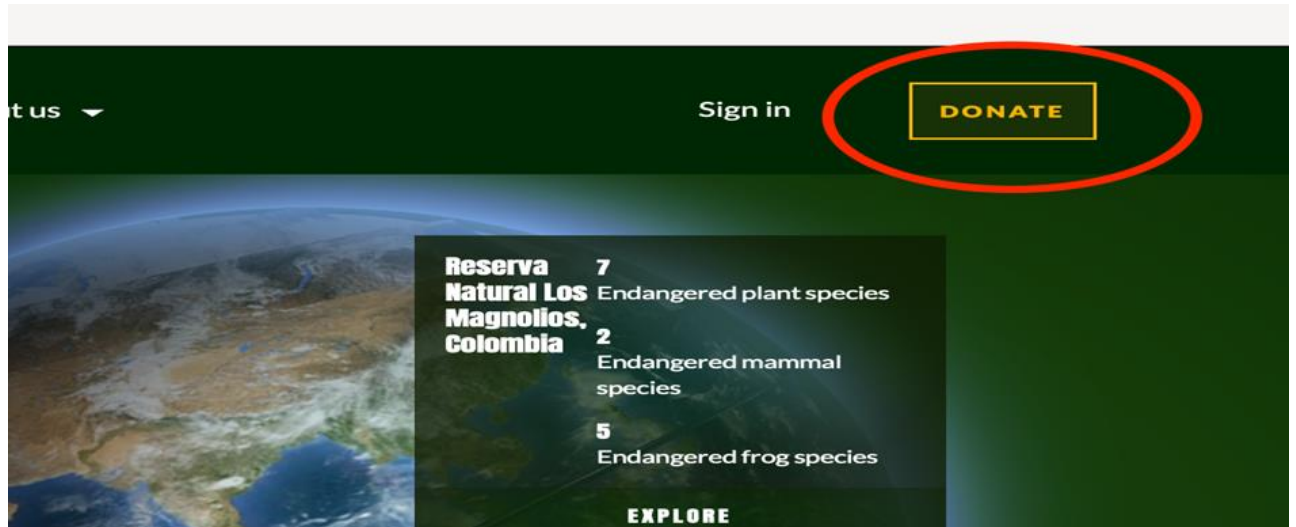 t us
Sign in
DONATE
Reserva
Natural Los
Magnolios,
Colombia
7
Endangered plant species
2
Endangered mammal
species
5
Endangered frog species
EXPLORE